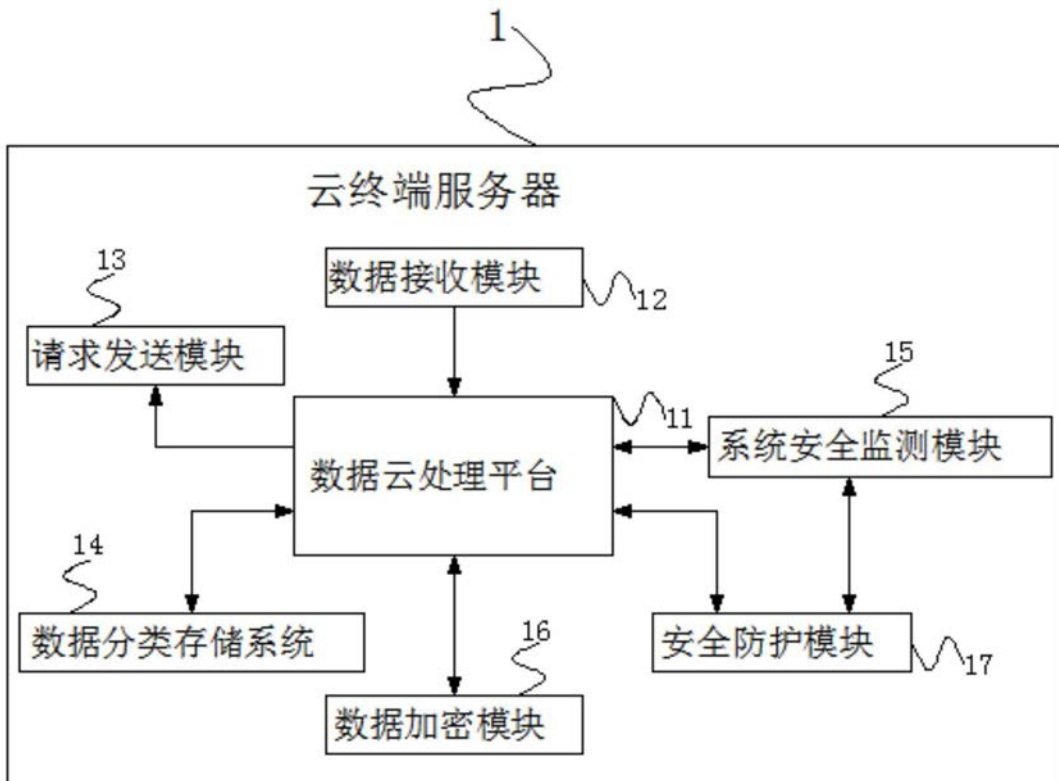 1
云终端服务器
13
数据接收模块
12
请求发送模块
15
11
系统安全监测模块
数据云处理平台
14
数据分类存储系统
16
安全防护模块
17
数据加密模块